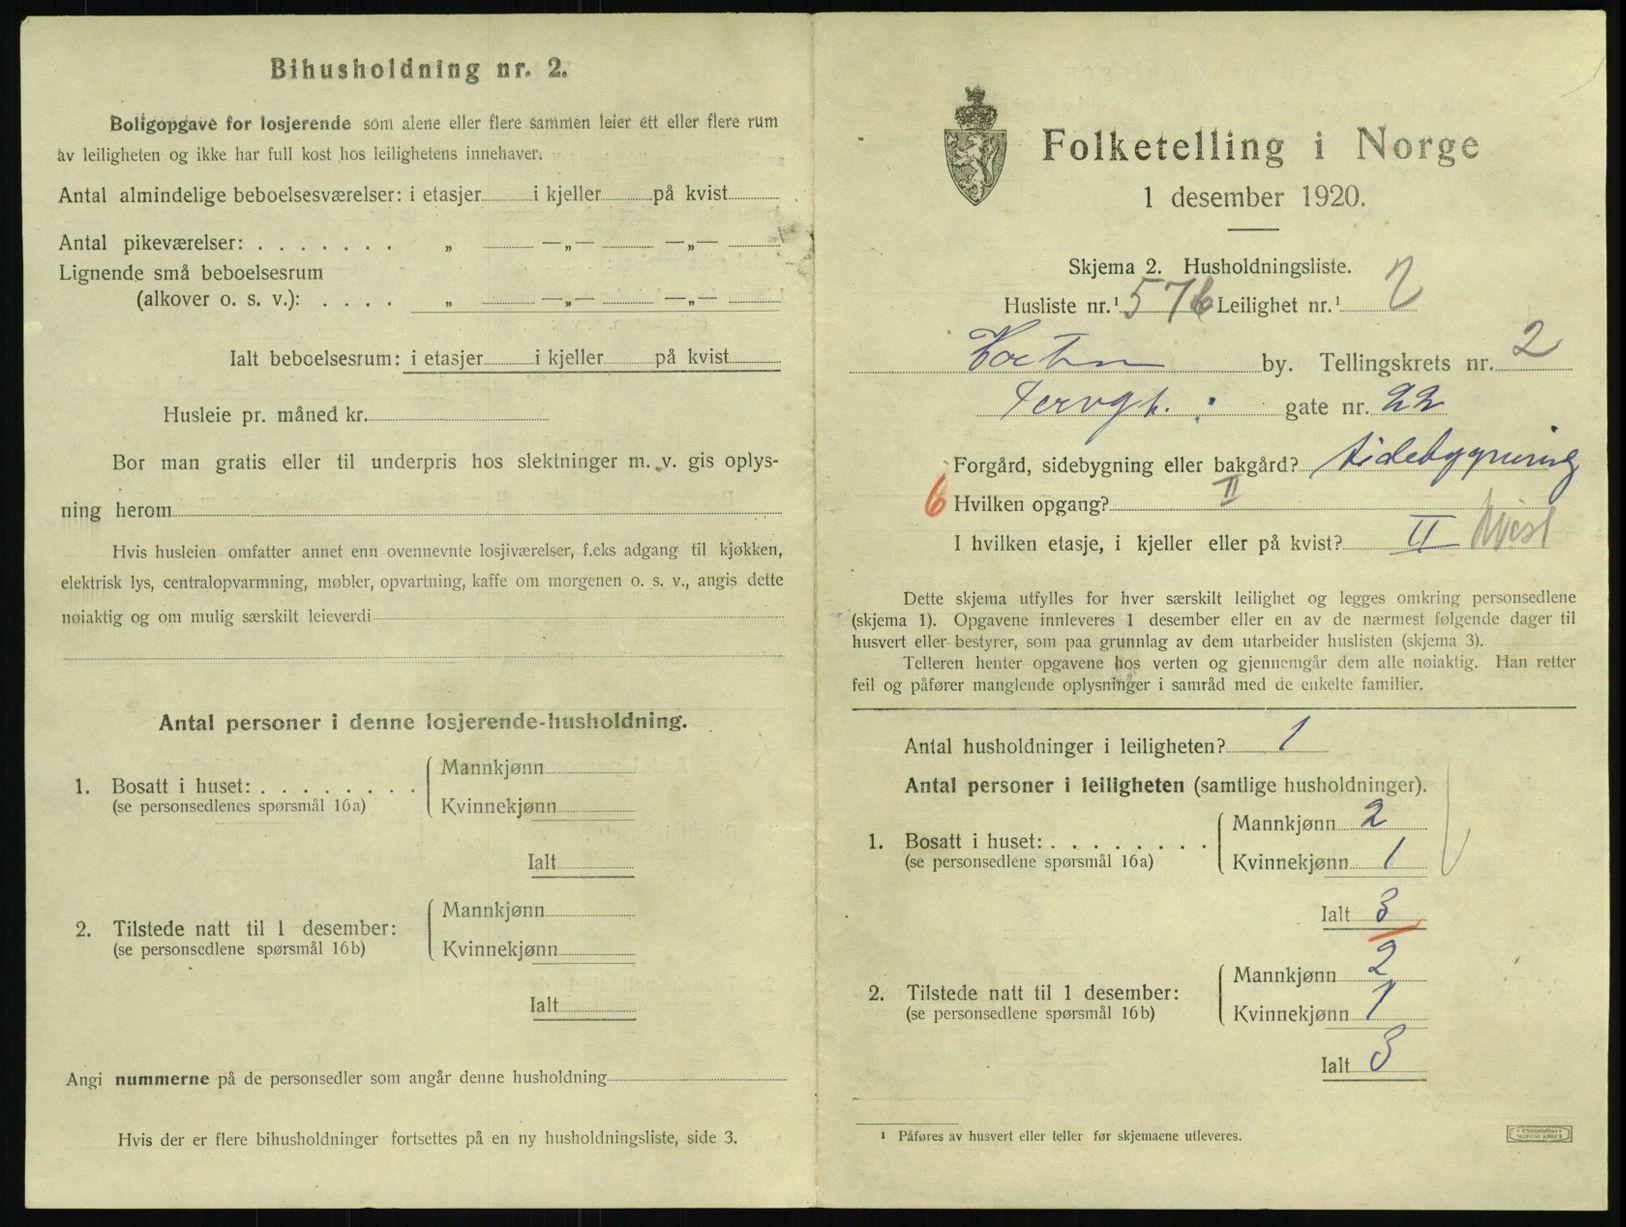 Bihusholdning nr. 2.
Boligopgave for losjerende som alene eller flere sammen leier ett eller flere rum
av leiligheten og ikke har full kost hos leilighetens innehaver.
Antal almindelige beboelsesværelser: i etasjer i kjeller på kvist
Antal pikeværelser: . . . . . . . „ —„— —„—
Lignende små beboelsesrum
(alkover o. s. v.): . . . . „ —„— —„—
Ialt beboelsesrum: i etasjer i kjeller på kvist
Husleie pr. måned kr.
Bor man gratis eller til underpris hos slektninger m. v. gis oplys-
ning herom
Hvis husleien omfatter annet enn ovennevnte losjiværelser, f.eks adgang til kjøkken,
elektrisk lys, centralopvarmning, møbler, opvartning, kaffe om morgenen o. s. v., angis dette
nøiaktig og om mulig særskilt leieverdi
Antal personer i denne losjerende-husholdning.
1. Bosatt i huset: . . . . . . . .
(se personsedlenes spørsmål 16a)
Mannkjønn
Kvinnekjønn
Ialt
2. Tilstede natt til 1 desember:
(se personsedlene spørsmål 16b)
Mannkjønn
Kvinnekjønn
Ialt
Angi nummerne på de personsedler som angår denne husholdning
Hvis der er flere bihusholdninger fortsettes på en ny husholdningsliste, side 3.
Folketelling i Norge
1 desember 1920.
Skjema 2. Husholdningsliste.
Husliste nr.¹ 576 Leilighet nr.¹ 2
Horten by. Tellingskrets nr. 2
gate nr. 22
Forgård, sidebygning eller bakgård? sidebygning
6 Hvilken opgang? II
I hvilken etasje, i kjeller eller på kvist? II kvist
Dette skjema utfylles for hver særskilt leilighet og legges omkring personsedlene
(skjema 1). Opgavene innleveres 1 desember eller en av de nærmest følgende dager til
husvert eller bestyrer, som paa grunnlag av dem utarbeider huslisten (skjema 3).
Telleren henter opgavene hos verten og gjennemgår dem alle nøiaktig. Han retter
feil og påfører manglende oplysninger i samråd med de enkelte familier.
Antal husholdninger i leiligheten? 1
Antal personer i leiligheten (samtlige husholdninger).
1. Bosatt i huset: . . . . . . . .
(se personsedlene spørsmål 16a)
Mannkjønn 2
Kvinnekjønn 1
Ialt 3
2. Tilstede natt til 1 desember:
(se personsedlene spørsmål 16b)
Mannkjønn 2
Kvinnekjønn 1
Ialt 3
¹ Påføres av husvert eller teller før skjemaene utleveres.